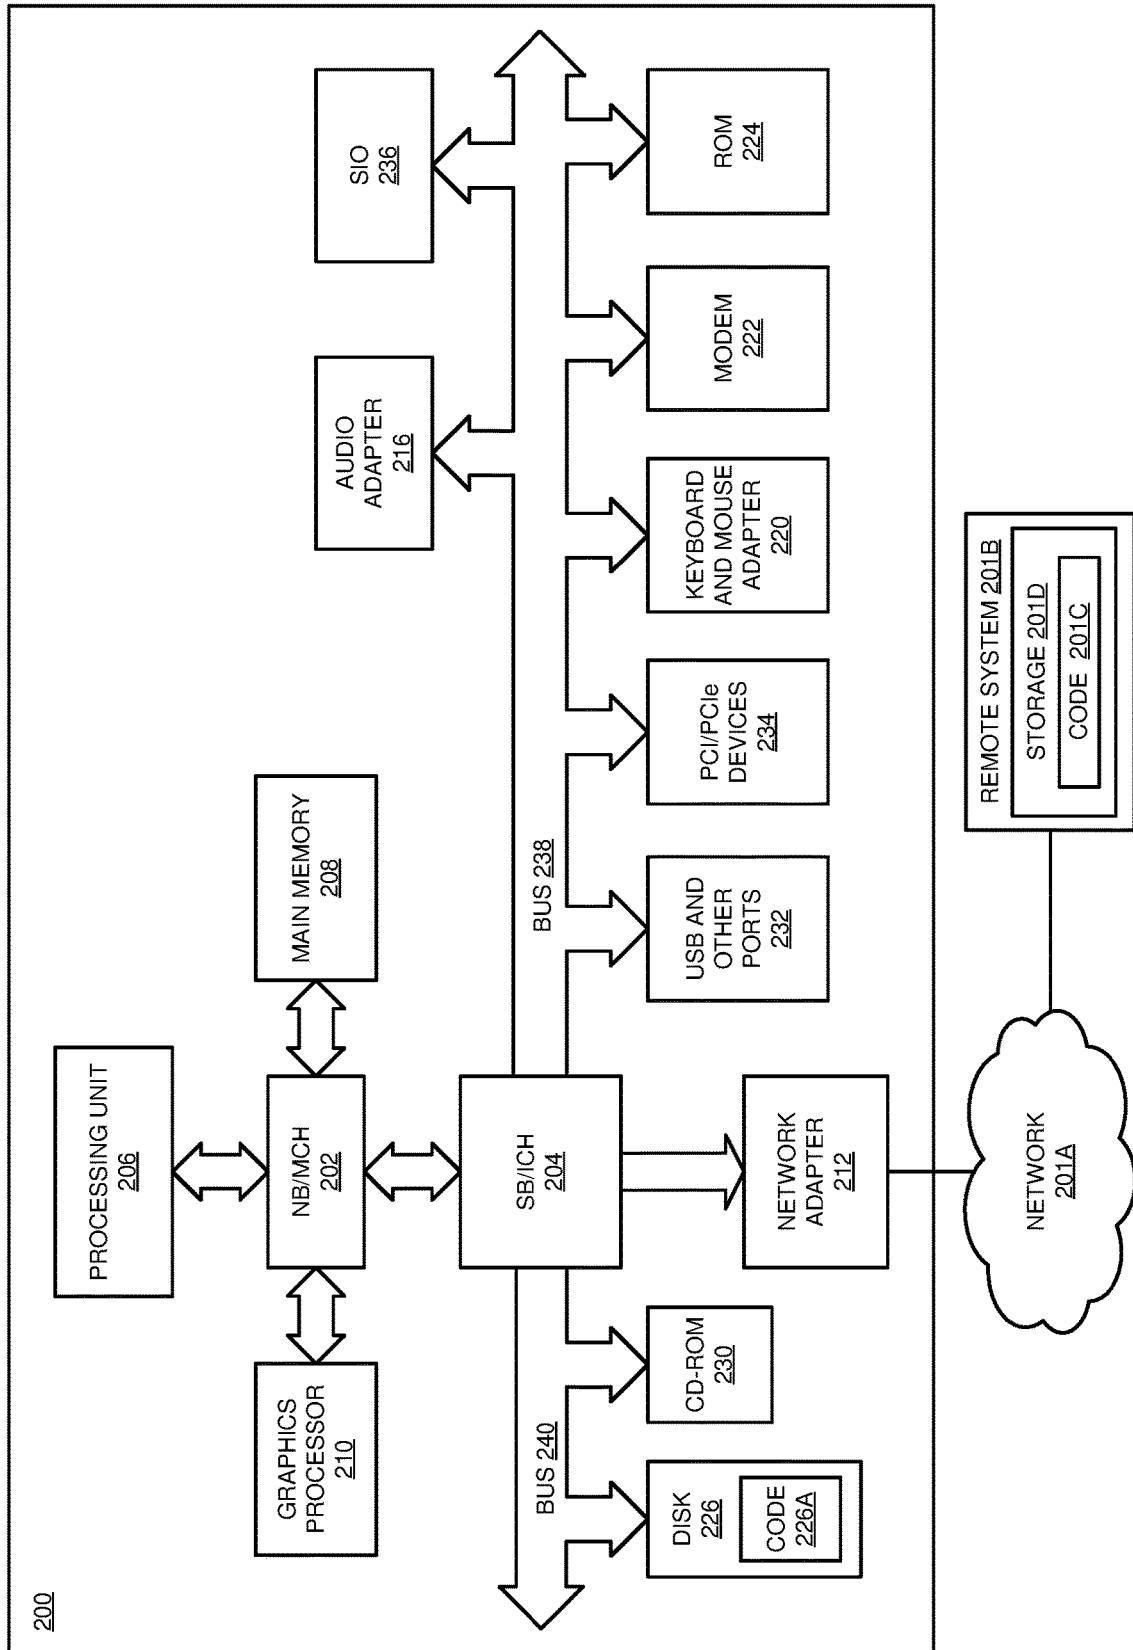 200
PROCESSING UNIT
206
GRAPHICS
PROCESSOR
210
NB/MCH
202
MAIN MEMORY
208
AUDIO
ADAPTER
216
SIO
236
SB/ICH
204
BUS 240
BUS 238
DISK
226
CODE
226A
CD-ROM
230
NETWORK
ADAPTER
212
USB AND
OTHER
PORTS
232
PCI/PCIe
DEVICES
234
KEYBOARD
AND MOUSE
ADAPTER
220
MODEM
222
ROM
224
NETWORK
201A
REMOTE SYSTEM 201B
STORAGE 201D
CODE 201C